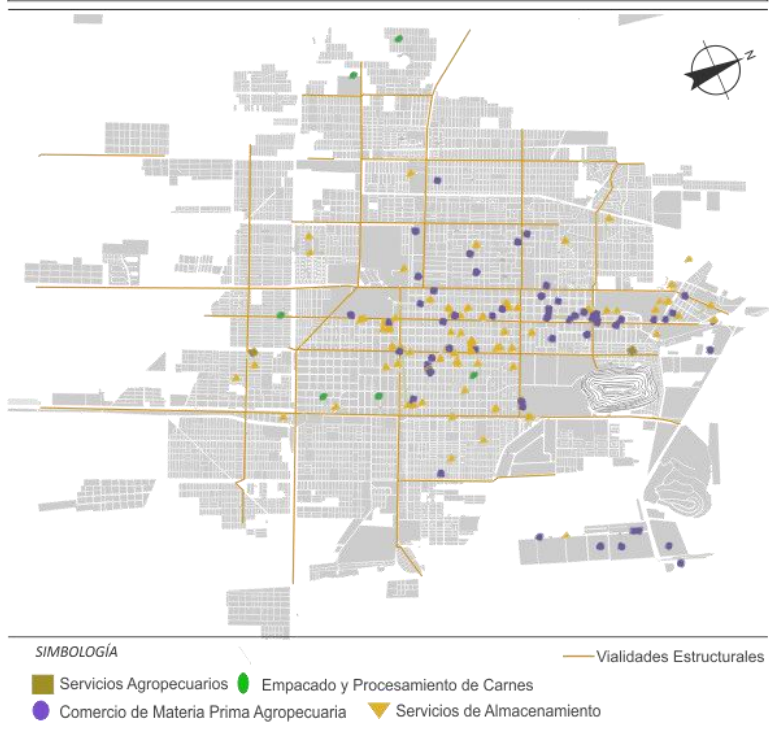 N
SIMBOLOGÍA
Vialidades Estructurales
Servicios Agropecuarios
Empacado y Procesamiento de Carnes
Comercio de Materia Prima Agropecuaria
Servicios de Almacenamiento